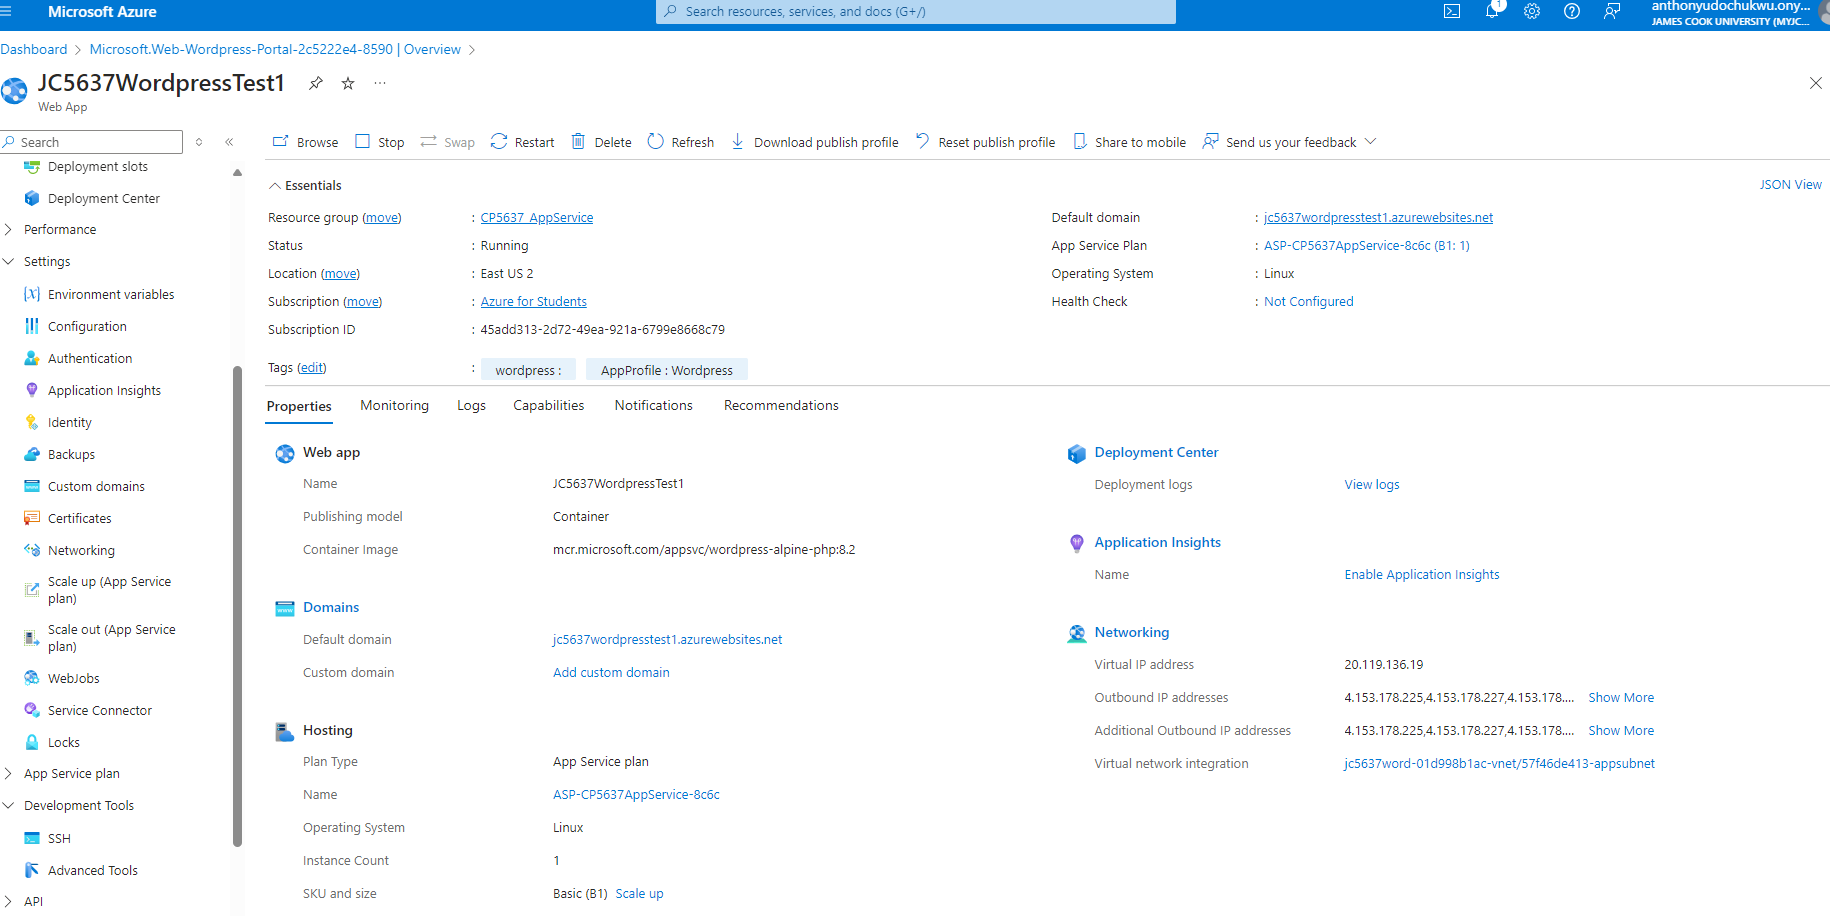 Microsoft Azure
Search resources, services, and docs (G+/)
1
anthonyudochukwu.ony...
JAMES COOK UNIVERSITY (MYJC...
Dashboard > Microsoft.Web-Wordpress-Portal-2c5222e4-8590 | Overview >
JC5637WordpressTest1
Web App
Search
Browse Stop Swap Restart Delete Refresh Download publish profile Reset publish profile Share to mobile Send us your feedback
Deployment slots
Deployment Center
Performance
Settings
Environment variables
Configuration
Authentication
Application Insights
Identity
Backups
Custom domains
Certificates
Networking
Scale up (App Service
plan)
Scale out (App Service
plan)
WebJobs
Service Connector
Locks
App Service plan
Development Tools
SSH
Advanced Tools
API
Essentials
JSON View
Resource group (move) : CP5637_AppService
Status : Running
Location (move) : East US 2
Subscription (move) : Azure for Students
Subscription ID : 45add313-2d72-49ea-921a-6799e8668c79
Default domain : jc5637wordpresstest1.azurewebsites.net
App Service Plan : ASP-CP5637AppService-8c6c (B1: 1)
Operating System : Linux
Health Check : Not Configured
Tags (edit) : wordpress : AppProfile : Wordpress
Properties Monitoring Logs Capabilities Notifications Recommendations
Web app
Name JC5637WordpressTest1
Publishing model Container
Container Image mcr.microsoft.com/appsvc/wordpress-alpine-php:8.2
Domains
Default domain jc5637wordpresstest1.azurewebsites.net
Custom domain Add custom domain
Hosting
Plan Type App Service plan
Name ASP-CP5637AppService-8c6c
Operating System Linux
Instance Count 1
SKU and size Basic (B1) Scale up
Deployment Center
Deployment logs View logs
Application Insights
Name Enable Application Insights
Networking
Virtual IP address 20.119.136.19
Outbound IP addresses 4.153.178.225,4.153.178.227,4.153.178.... Show More
Additional Outbound IP addresses 4.153.178.225,4.153.178.227,4.153.178.... Show More
Virtual network integration jc5637word-01d998b1ac-vnet/57f46de413-appsubnet